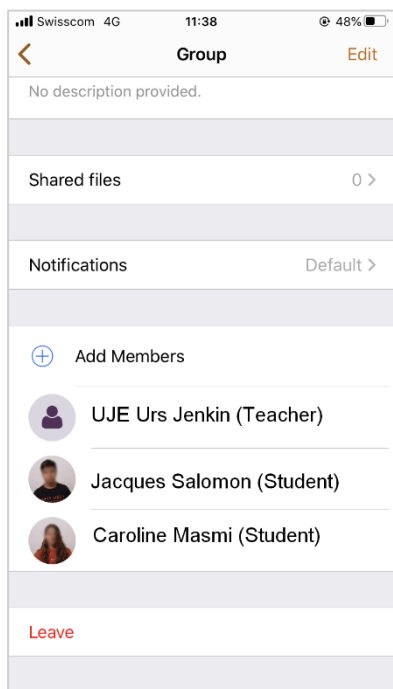 Swisscom 4G 11:38 48%
Group Edit
No description provided.
Shared files 0
Notifications Default
Add Members
UJE Urs Jenkin (Teacher)
Jacques Salomon (Student)
Caroline Masmi (Student)
Leave